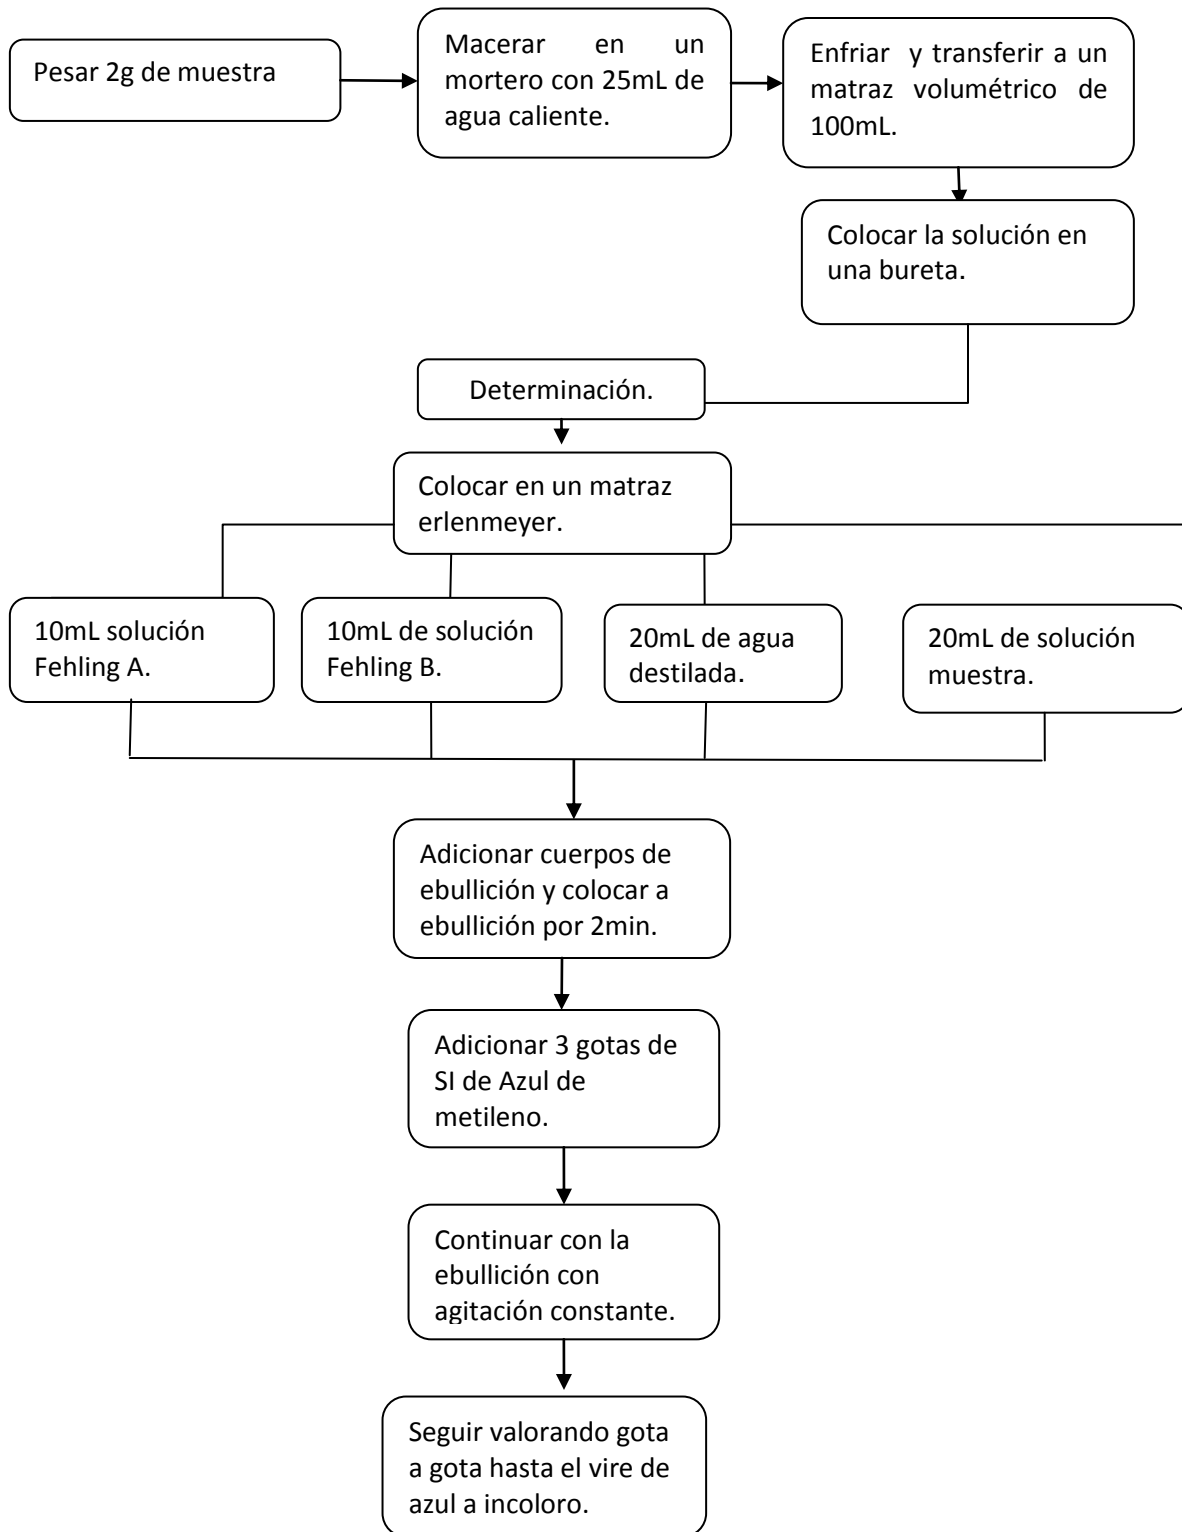 Pesar 2g de muestra
Macerar en un
mortero con 25mL de
agua caliente.
Enfriar y transferir a un
matraz volumétrico de
100mL.
Colocar la solución en
una bureta.
Determinación.
Colocar en un matraz
erlenmeyer.
10mL solución
Fehling A.
10mL de solución
Fehling B.
20mL de agua
destilada.
20mL de solución
muestra.
Adicionar cuerpos de
ebullición y colocar a
ebullición por 2min.
Adicionar 3 gotas de
SI de Azul de
metileno.
Continuar con la
ebullición con
agitación constante.
Seguir valorando gota
a gota hasta el vire de
azul a incoloro.